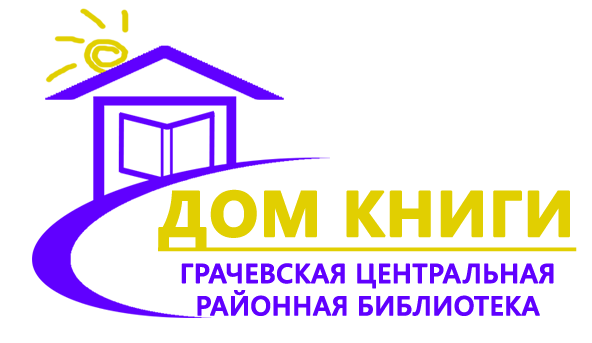 ДОМ КНИГИ
ГРАЧЕВСКАЯ ЦЕНТРАЛЬНАЯ
РАЙОННАЯ БИБЛИОТЕКА